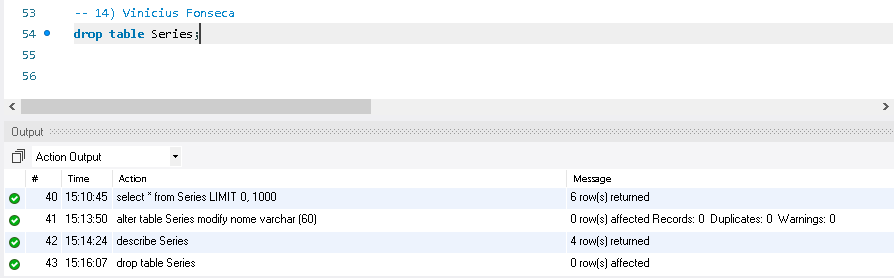 53 -- 14) Vinicius Fonseca
54 drop table Series;
55
56
Output
Action Output
# Time Action Message
40 15:10:45 select * from Series LIMIT 0, 1000 6 row(s) returned
41 15:13:50 alter table Series modify nome varchar (60) 0 row(s) affected Records: 0 Duplicates: 0 Warnings: 0
42 15:14:24 describe Series 4 row(s) returned
43 15:16:07 drop table Series 0 row(s) affected